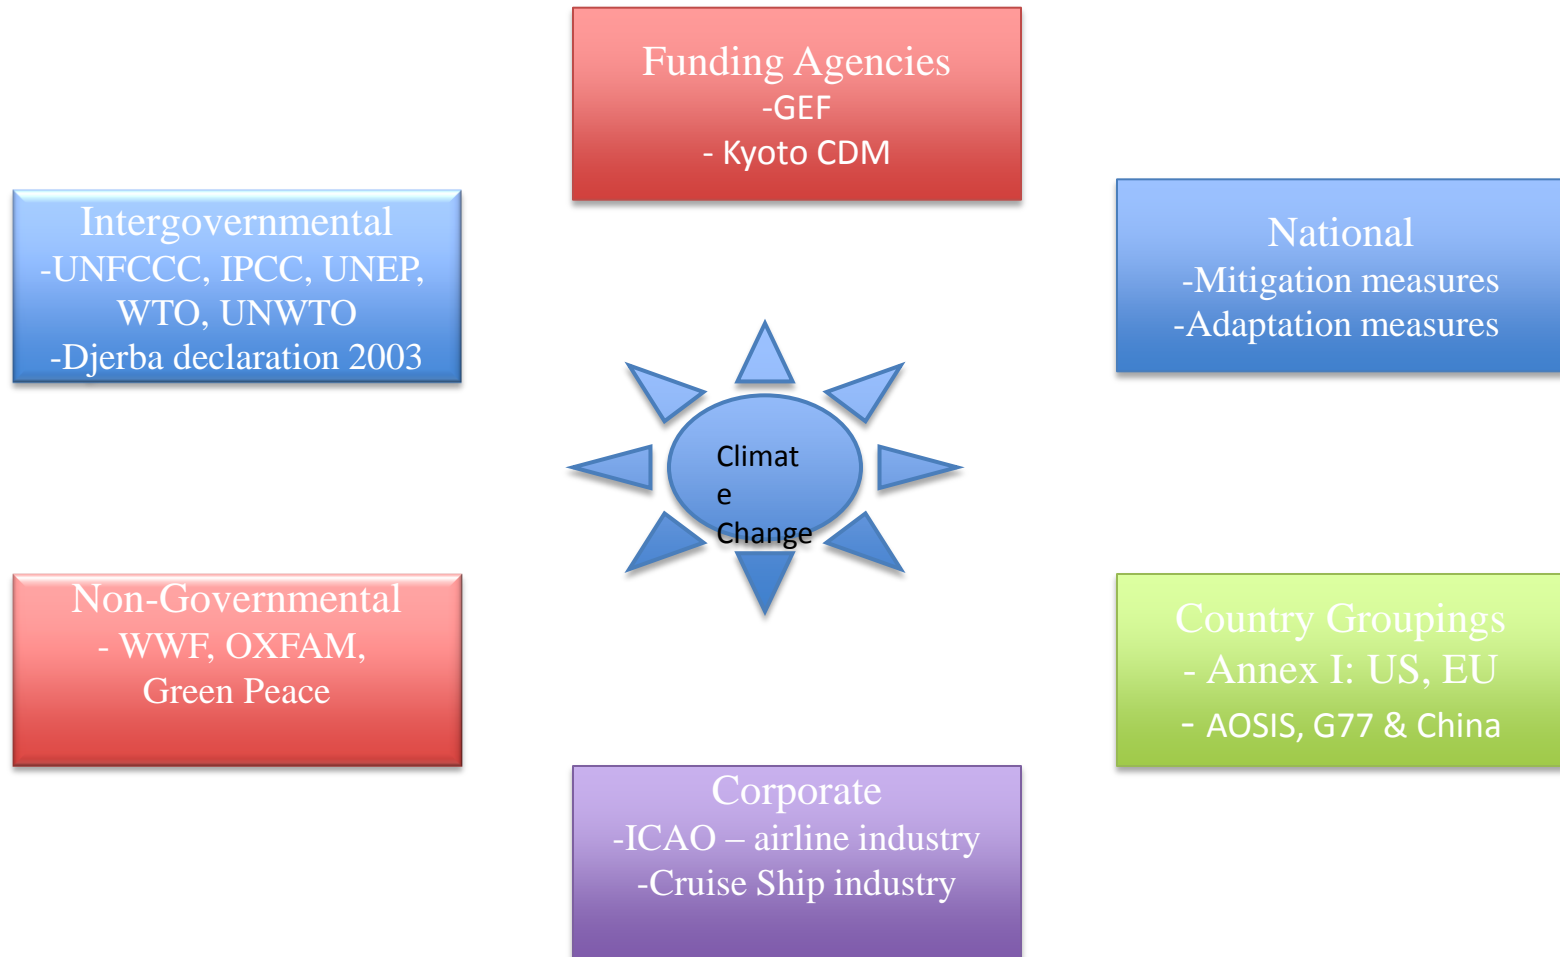 Funding Agencies
-GEF
- Kyoto CDM
Intergovernmental
-UNFCCC, IPCC, UNEP,
WTO, UNWTO
-Djerba declaration 2003
National
-Mitigation measures
-Adaptation measures
Climat
e
Change
Non-Governmental
- WWF, OXFAM,
Green Peace
Country Groupings
- Annex I: US, EU
- AOSIS, G77 & China
Corporate
-ICAO – airline industry
-Cruise Ship industry